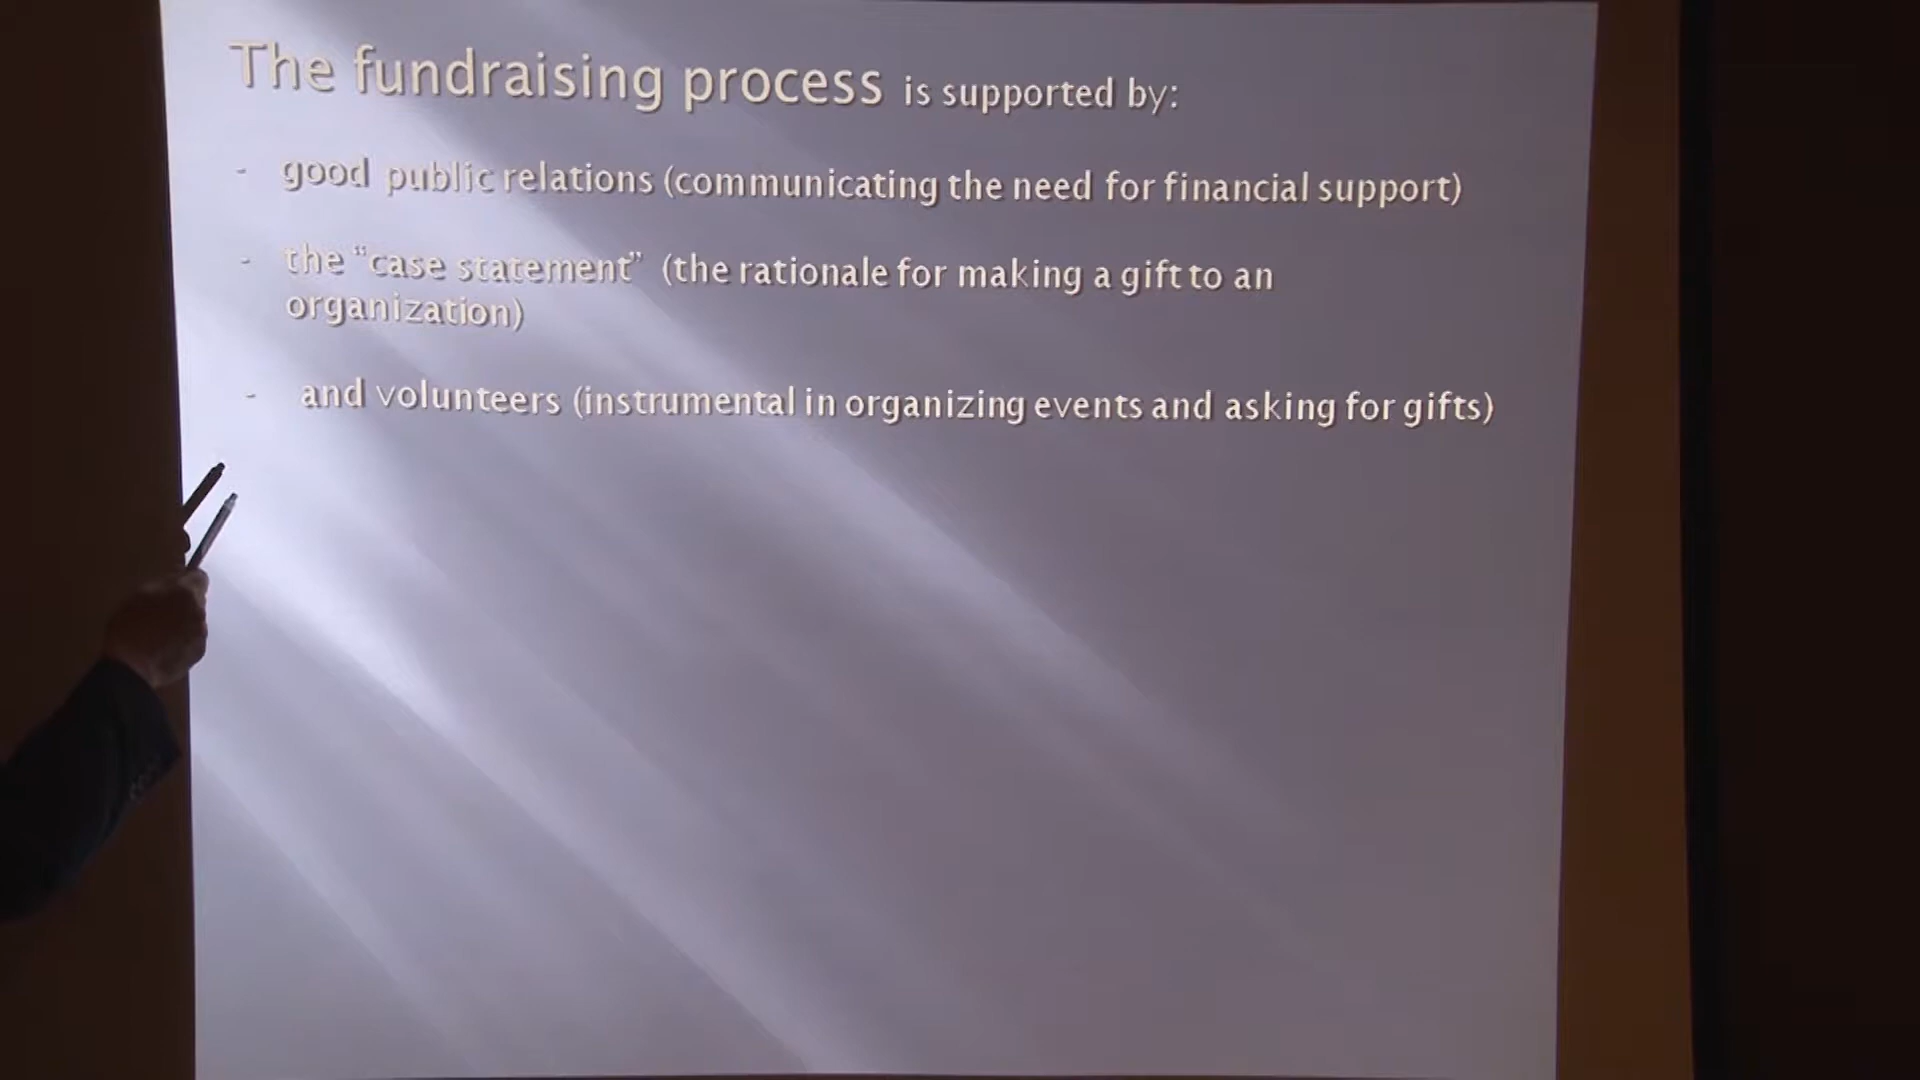 The fundraising process is supported by:
- good public relations (communicating the need for financial support)
- the “case statement” (the rationale for making a gift to an
organization)
- and volunteers (instrumental in organizing events and asking for gifts)